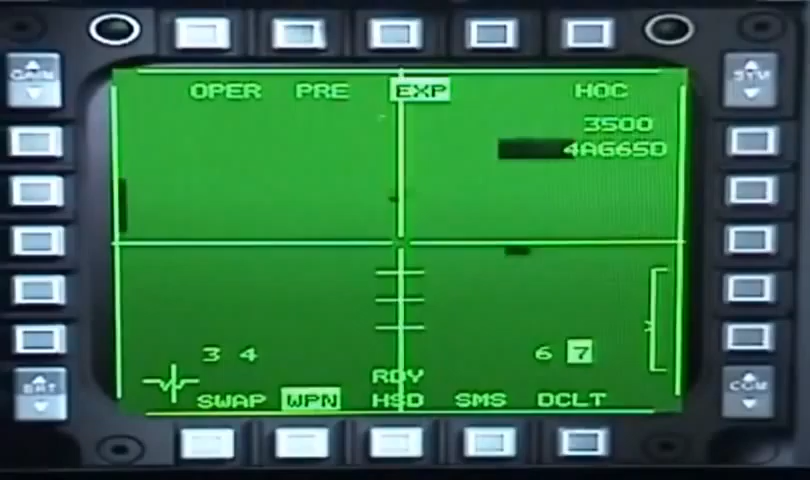 OPER PRE EXP HOC
3500
4AG65D
GAIN
SYM
3 4 6 7
RDY
SWAP WPN HSD SMS DCLT
BRT
CON